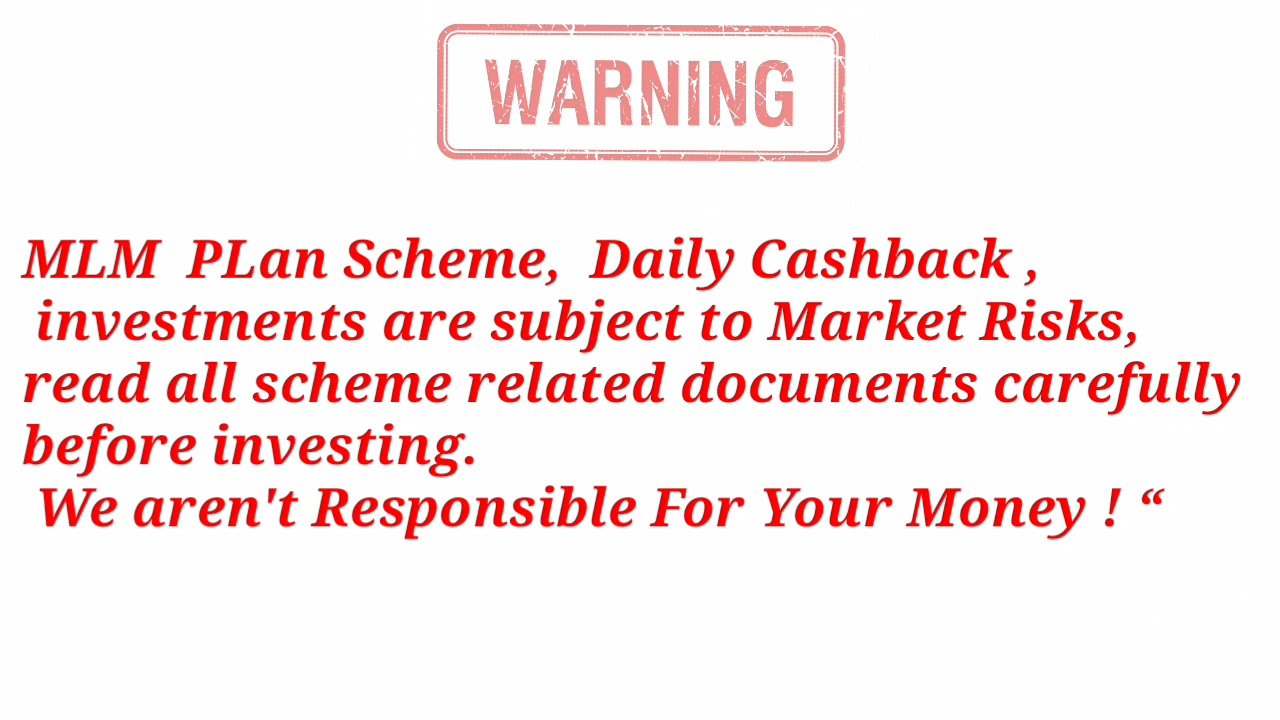 WARNING
MLM PLan Scheme, Daily Cashback ,
investments are subject to Market Risks,
read all scheme related documents carefully
before investing.
We aren't Responsible For Your Money ! “